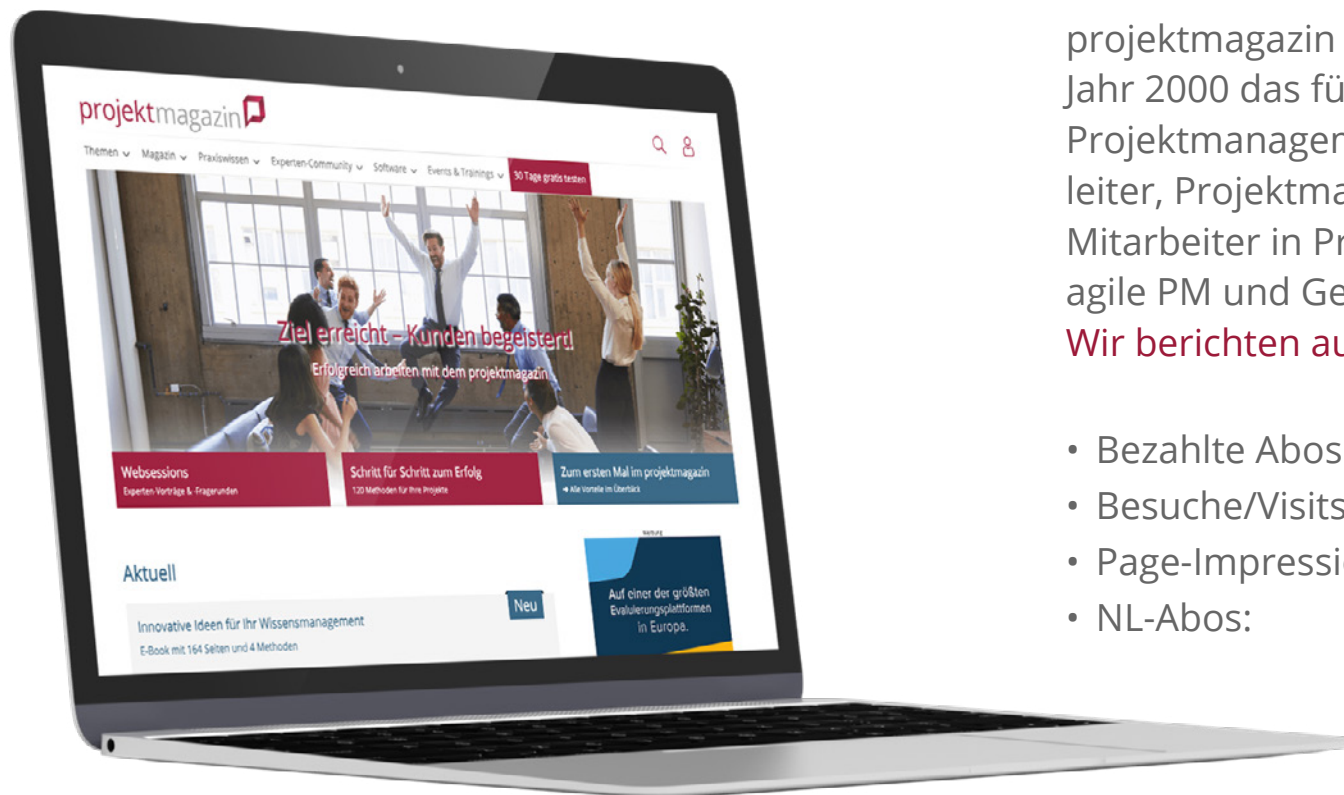 projektmagazin
Themen Magazin Praxiswissen Experten-Community Software Events & Trainings 30 Tage gratis testen
Ziel erreicht – Kunden begeistert!
Erfolgreich arbeiten mit dem projektmagazin
Websessions
Experten-Vorträge & -Fragerunden
Schritt für Schritt zum Erfolg
120 Methoden für Ihre Projekte
Zum ersten Mal im projektmagazin
Alle Vorteile im Überblick
Werbung
Aktuell
Neu
Innovative Ideen für Ihr Wissensmanagement
E-Book mit 164 Seiten und 4 Methoden
Auf einer der größten
Evaluierungsplattformen
in Europa.
projektmagazin
Jahr 2000 das fü
Projektmanagem
leiter, Projektma
Mitarbeiter in Pr
agile PM und Ge
Wir berichten au
• Bezahlte Abos
• Besuche/Visits
• Page-Impressi
• NL-Abos: